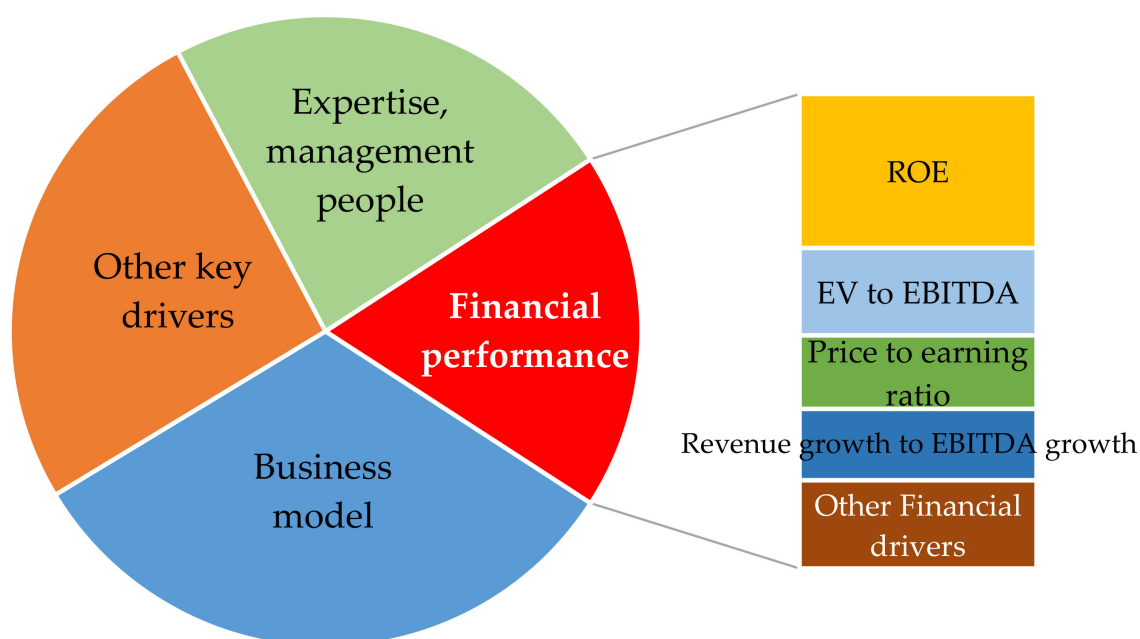 Expertise,
management
people
Other key
drivers
Financial
performance
Business
model
ROE
EV to EBITDA
Price to earning
ratio
Revenue growth to EBITDA growth
Other Financial
drivers